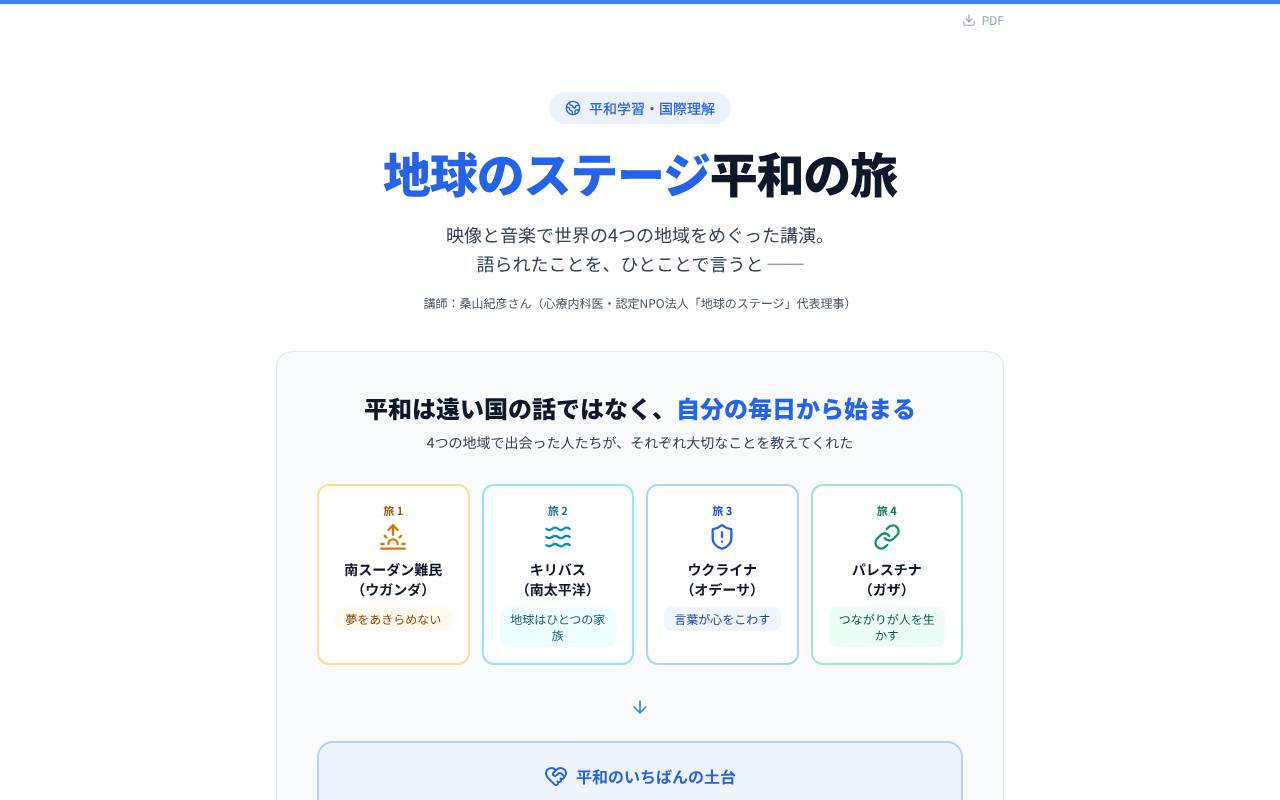 PDF
平和学習・国際理解
地球のステージ平和の旅
映像と音楽で世界の4つの地域をめぐった講演。
語られたことを、ひとことで言うと ──
講師：桑山紀彦さん（心療内科医・認定NPO法人「地球のステージ」代表理事）
平和は遠い国の話ではなく、自分の毎日から始まる
4つの地域で出会った人たちが、それぞれ大切なことを教えてくれた
旅 1
南スーダン難民
（ウガンダ）
夢をあきらめない
旅 2
キリバス
（南太平洋）
地球はひとつの家
族
旅 3
ウクライナ
（オデーサ）
言葉が心をこわす
旅 4
パレスチナ
（ガザ）
つながりが人を生
かす
平和のいちばんの土台